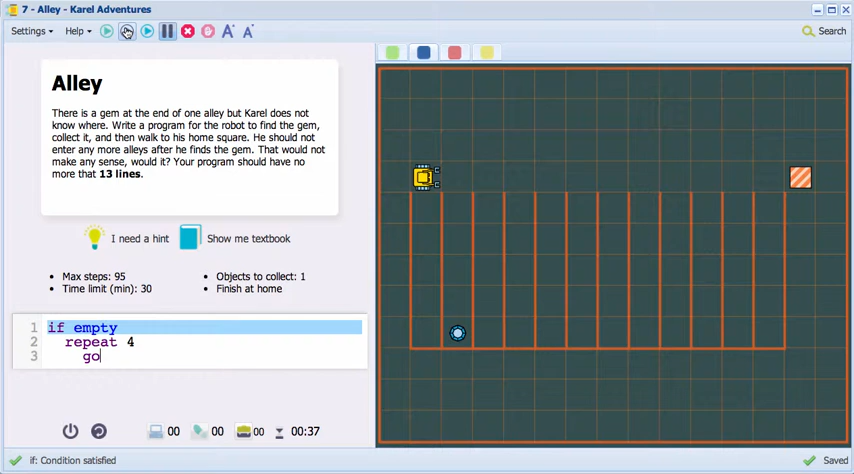 7 - Alley - Karel Adventures
Settings Help A+ A- Search
Alley
There is a gem at the end of one alley but Karel does not
know where. Write a program for the robot to find the gem,
collect it, and then walk to his home square. He should not
enter any more alleys after he finds the gem. That would not
make any sense, would it? Your program should have no
more that 13 lines.
I need a hint Show me textbook
Max steps: 95 Objects to collect: 1
Time limit (min): 30 Finish at home
1 if empty
2 repeat 4
3 go
00 00 00 00:37
if: Condition satisfied Saved